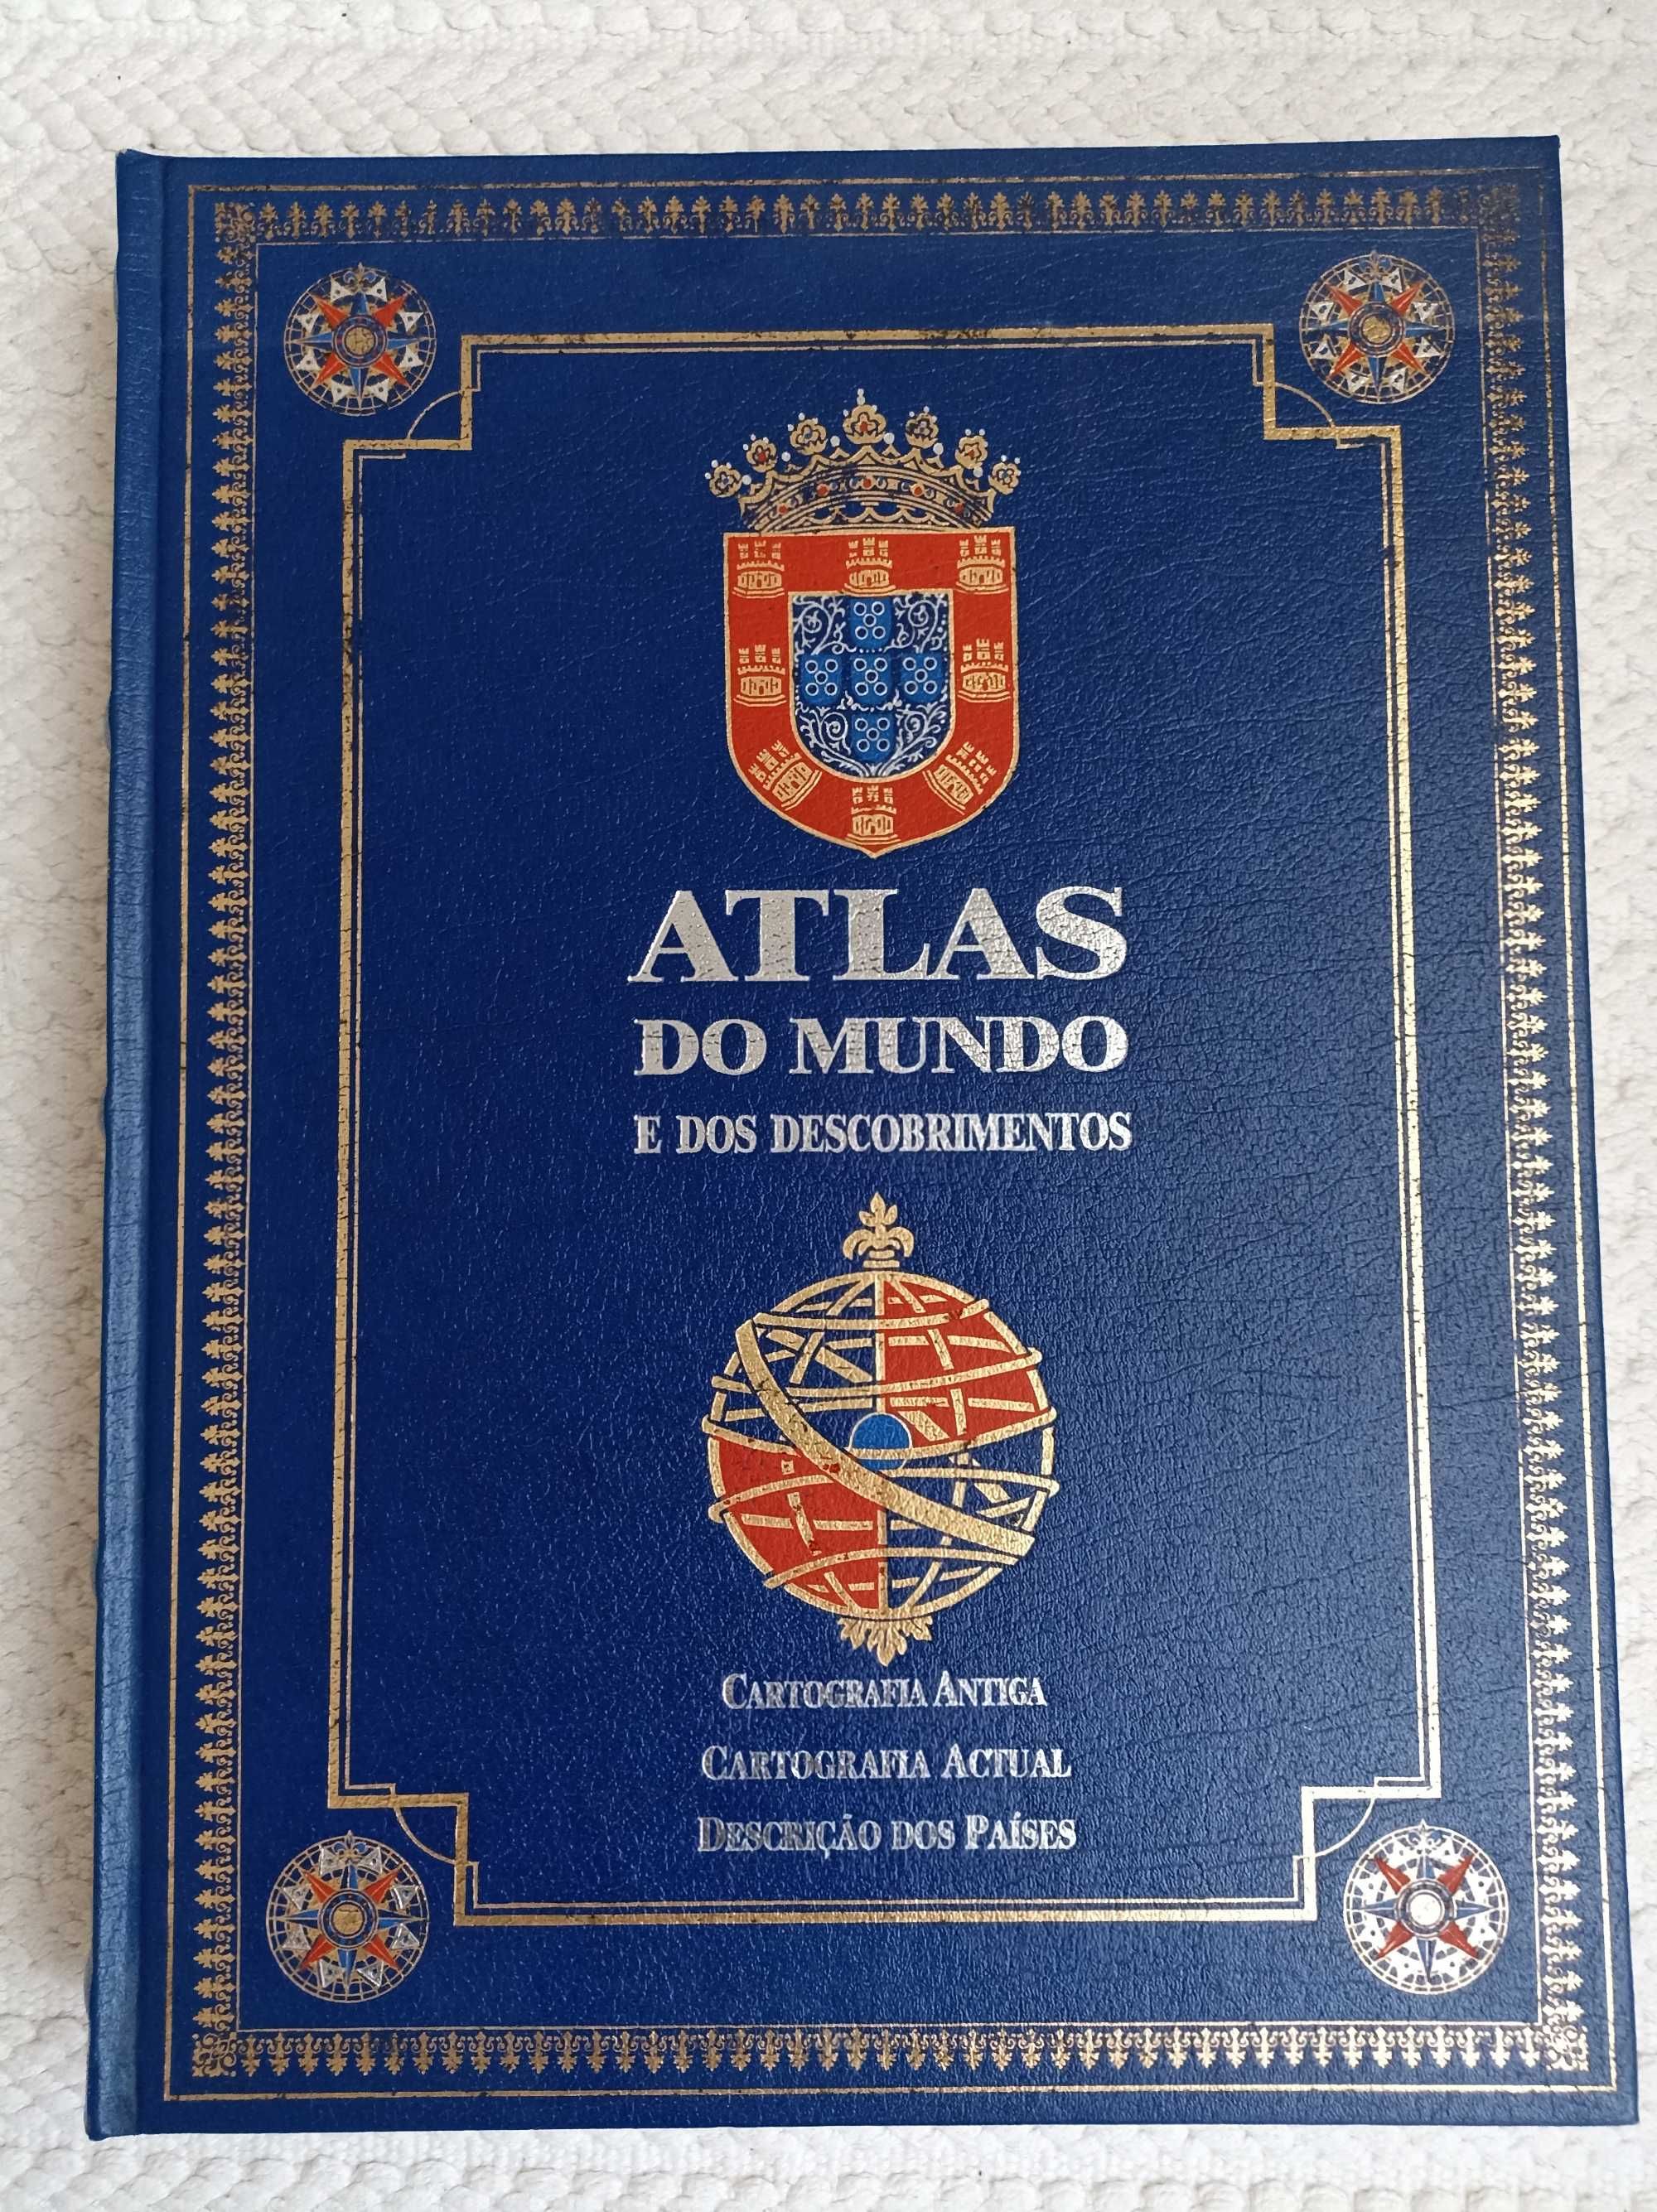 ATLAS
DO MUNDO
E DOS DESCOBRIMENTOS
CARTOGRAFIA ANTIGA
CARTOGRAFIA ACTUAL
DESCRIÇÃO DOS PAÍSES